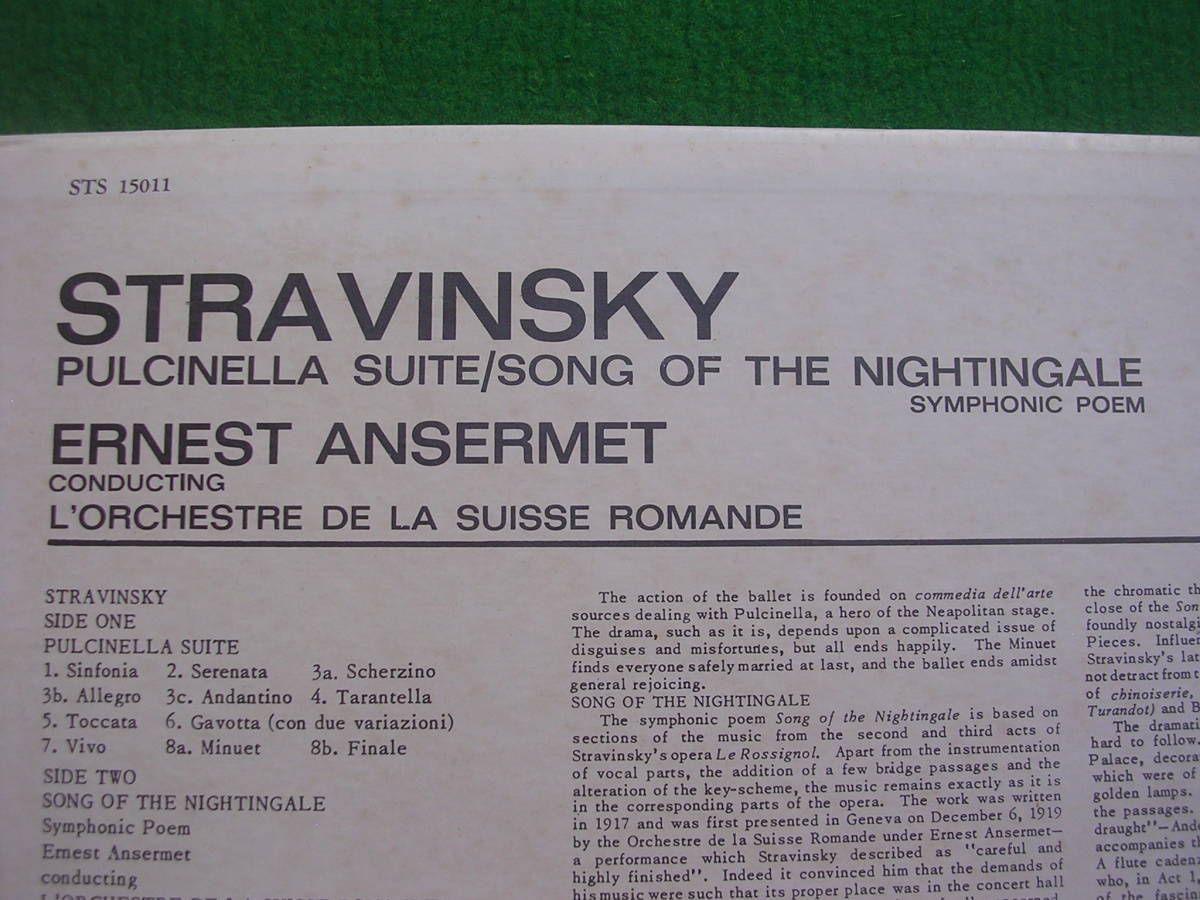 STS 15011
STRAVINSKY
PULCINELLA SUITE/SONG OF THE NIGHTINGALE
SYMPHONIC POEM
ERNEST ANSERMET
CONDUCTING
L'ORCHESTRE DE LA SUISSE ROMANDE
STRAVINSKY
SIDE ONE
PULCINELLA SUITE
1. Sinfonia 2. Serenata 3a. Scherzino
3b. Allegro 3c. Andantino 4. Tarantella
5. Toccata 6. Gavotta (con due variazioni)
7. Vivo 8a. Minuet 8b. Finale
SIDE TWO
SONG OF THE NIGHTINGALE
Symphonic Poem
Ernest Ansermet
conducting
The action of the ballet is founded on commedia dell'arte
sources dealing with Pulcinella, a hero of the Neapolitan stage.
The drama, such as it is, depends upon a complicated issue of
disguises and misfortunes, but all ends happily. The Minuet
finds everyone safely married at last, and the ballet ends amidst
general rejoicing.
SONG OF THE NIGHTINGALE
The symphonic poem Song of the Nightingale is based on
sections of the music from the second and third acts of
Stravinsky's opera Le Rossignol. Apart from the instrumentation
of vocal parts, the addition of a few bridge passages and the
alteration of the key-scheme, the music remains exactly as it is
in the corresponding parts of the opera. The work was written
in 1917 and was first presented in Geneva on December 6, 1919
by the Orchestre de la Suisse Romande under Ernest Ansermet—
a performance which Stravinsky described as "careful and
highly finished". Indeed it convinced him that the demands of
his music were such that its proper place was in the concert hall
the chromatic
close of the
foundly
Pieces.
Stravinsky's
not detract from
of chinoiserie,
Turandot) and
The
hard to follow.
Palace,
which were of
golden lamps.
the passages.
draught"—
accompanies
A flute
who, in Act 1,
of the